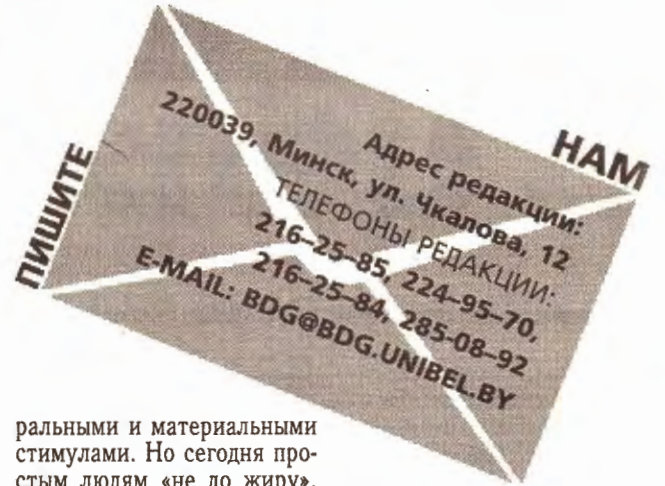 ПИШИТЕ
НАМ
Адрес редакции:
220039, Минск, ул. Чкалова, 12
ТЕЛЕФОНЫ РЕДАКЦИИ:
216–25–85, 224–95–70,
216–25–84, 285–08–92
E-MAIL: BDG@BDG.UNIBEL.BY
ральными и материальными
стимулами. Но сегодня про-
стым людям «не до жиру».